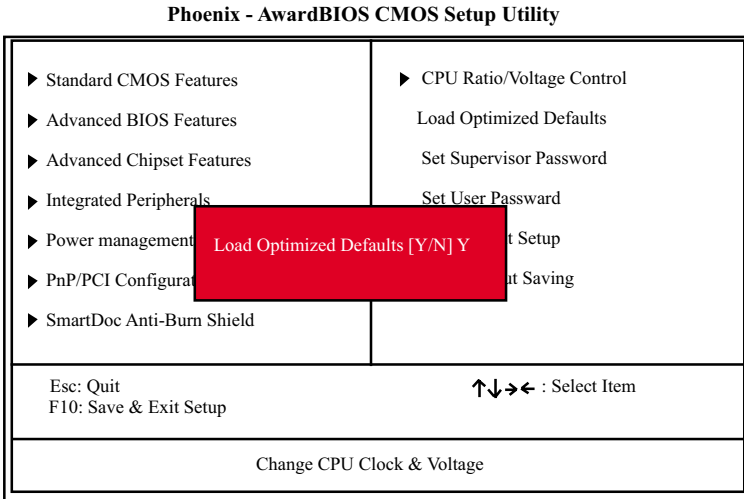 Phoenix - AwardBIOS CMOS Setup Utility
Standard CMOS Features
Advanced BIOS Features
Advanced Chipset Features
Integrated Peripherals
Power management
PnP/PCI Configurat
SmartDoc Anti-Burn Shield
CPU Ratio/Voltage Control
Load Optimized Defaults
Set Supervisor Password
Set User Passward
t Setup
ut Saving
Load Optimized Defaults [Y/N] Y
Esc: Quit
F10: Save & Exit Setup
↑↓→← : Select Item
Change CPU Clock & Voltage